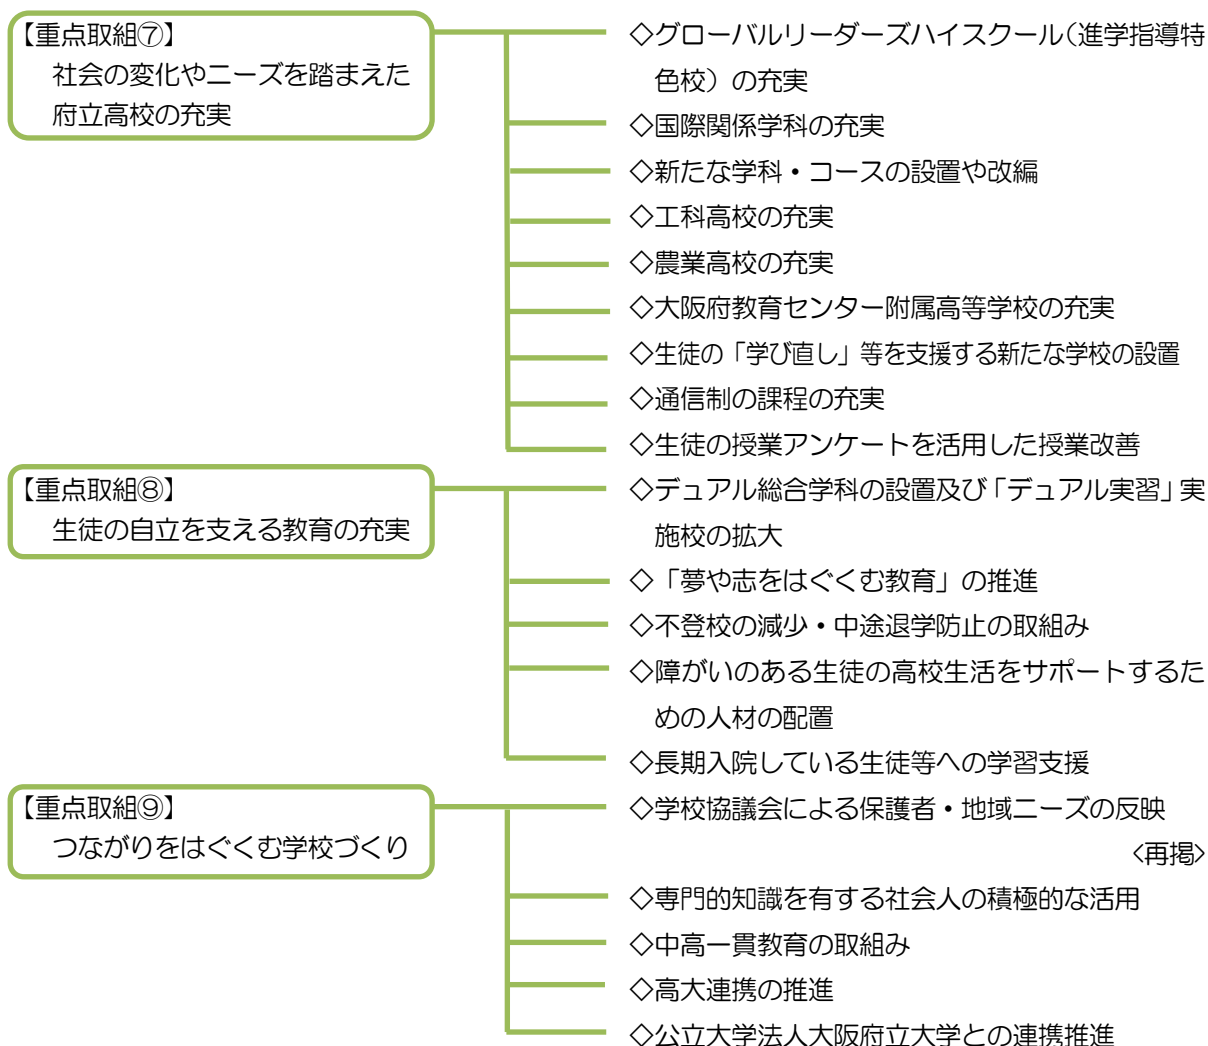 【重点取組⑦】
社会の変化やニーズを踏まえた
府立高校の充実
◇グローバルリーダーズハイスクール（進学指導特
色校）の充実
◇国際関係学科の充実
◇新たな学科・コースの設置や改編
◇工科高校の充実
◇農業高校の充実
◇大阪府教育センター附属高等学校の充実
◇生徒の「学び直し」等を支援する新たな学校の設置
◇通信制の課程の充実
◇生徒の授業アンケートを活用した授業改善
【重点取組⑧】
生徒の自立を支える教育の充実
◇デュアル総合学科の設置及び「デュアル実習」実
施校の拡大
◇「夢や志をはぐくむ教育」の推進
◇不登校の減少・中途退学防止の取組み
◇障がいのある生徒の高校生活をサポートするた
めの人材の配置
◇長期入院している生徒等への学習支援
【重点取組⑨】
つながりをはぐくむ学校づくり
◇学校協議会による保護者・地域ニーズの反映
<再掲>
◇専門的知識を有する社会人の積極的な活用
◇中高一貫教育の取組み
◇高大連携の推進
◇公立大学法人大阪府立大学との連携推進